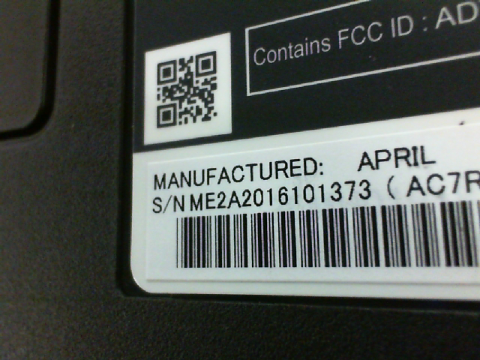 Contains FCC ID : AD
MANUFACTURED: APRIL
S/N ME2A2016101373 ( AC7R